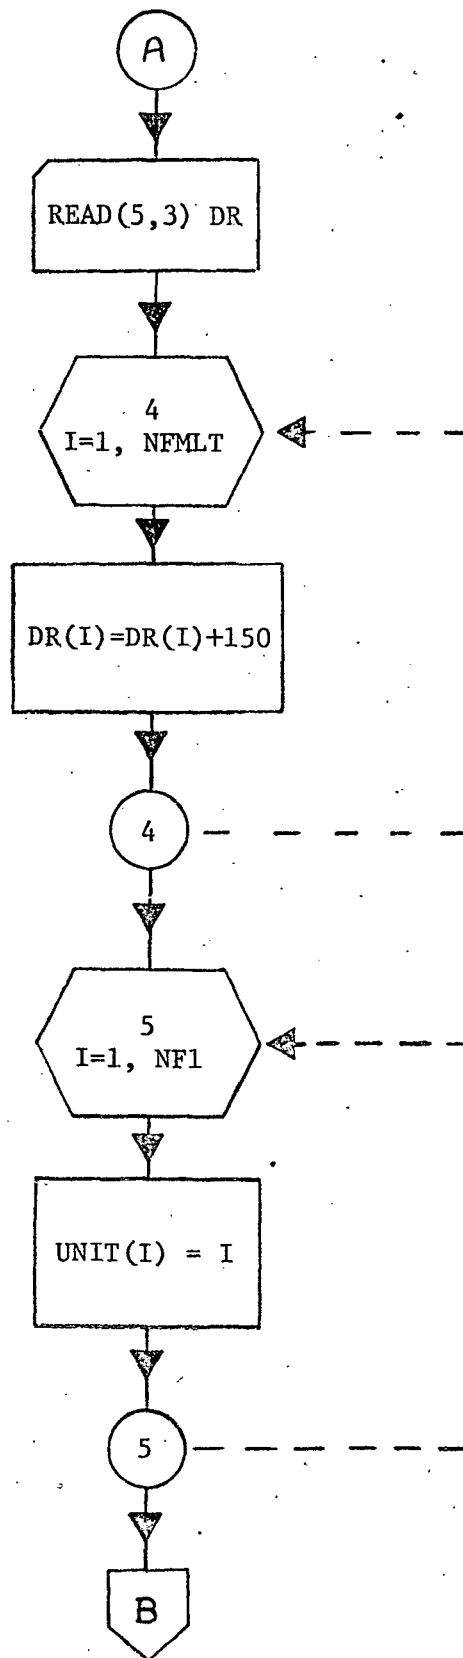 A
READ(5,3) DR
4
I=1, NFMLT
DR(I)=DR(I)+150
4
5
I=1, NF1
UNIT(I) = I
5
B